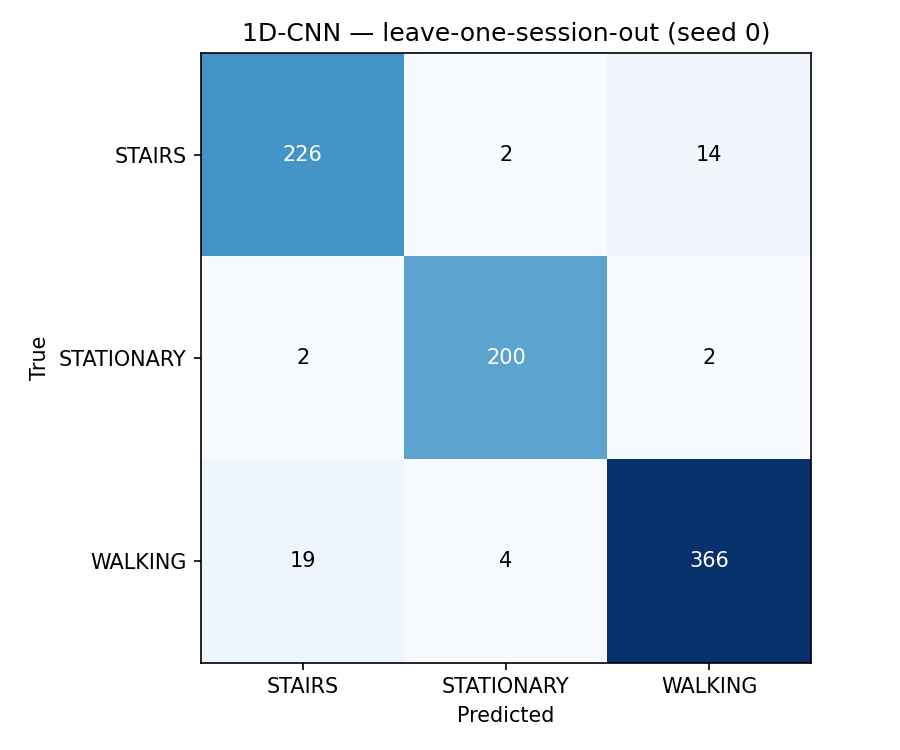 1D-CNN — leave-one-session-out (seed 0)
STAIRS 226 2 14
True
STATIONARY 2 200 2
WALKING 19 4 366
STAIRS STATIONARY WALKING
Predicted